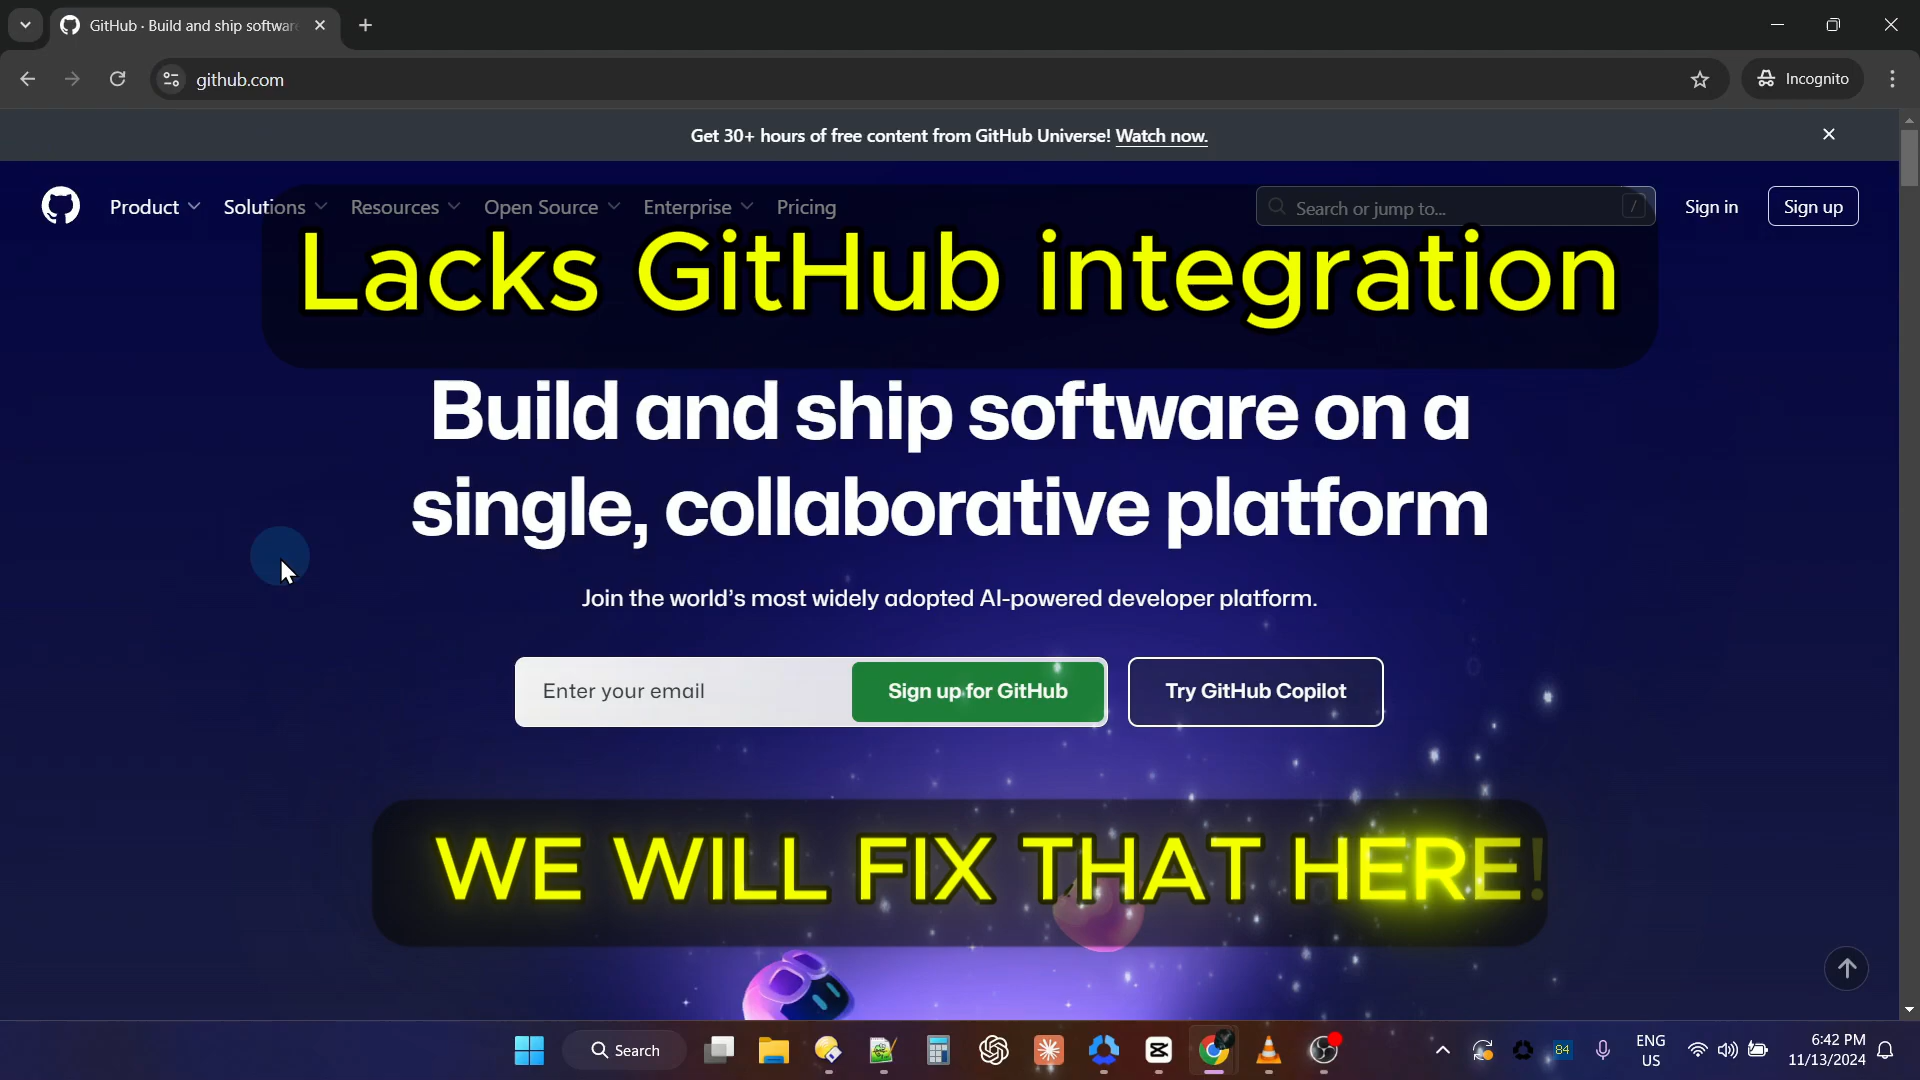 GitHub · Build and ship softwar
github.com
Incognito
Get 30+ hours of free content from GitHub Universe! Watch now.
Product Solutions Resources Open Source Enterprise Pricing
Search or jump to... /
Sign in
Sign up
Lacks GitHub integration
Build and ship software on a
single, collaborative platform
Join the world's most widely adopted AI-powered developer platform.
Enter your email
Sign up for GitHub
Try GitHub Copilot
WE WILL FIX THAT HERE!
Search
84
ENG
US
6:42 PM
11/13/2024